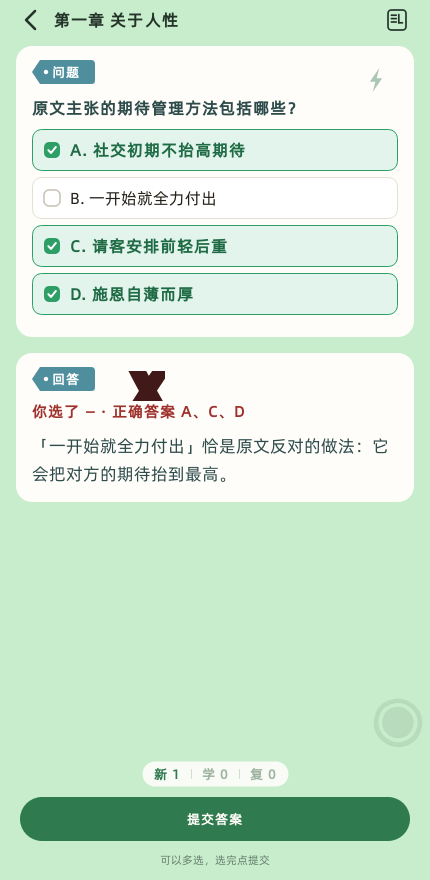 第一章 关于人性
问题
原文主张的期待管理方法包括哪些?
A. 社交初期不抬高期待
B. 一开始就全力付出
C. 请客安排前轻后重
D. 施恩自薄而厚
回答
你选了 — · 正确答案 A、C、D
「一开始就全力付出」恰是原文反对的做法：它
会把对方的期待抬到最高。
新 1 学 0 复 0
提交答案
可以多选，选完点提交